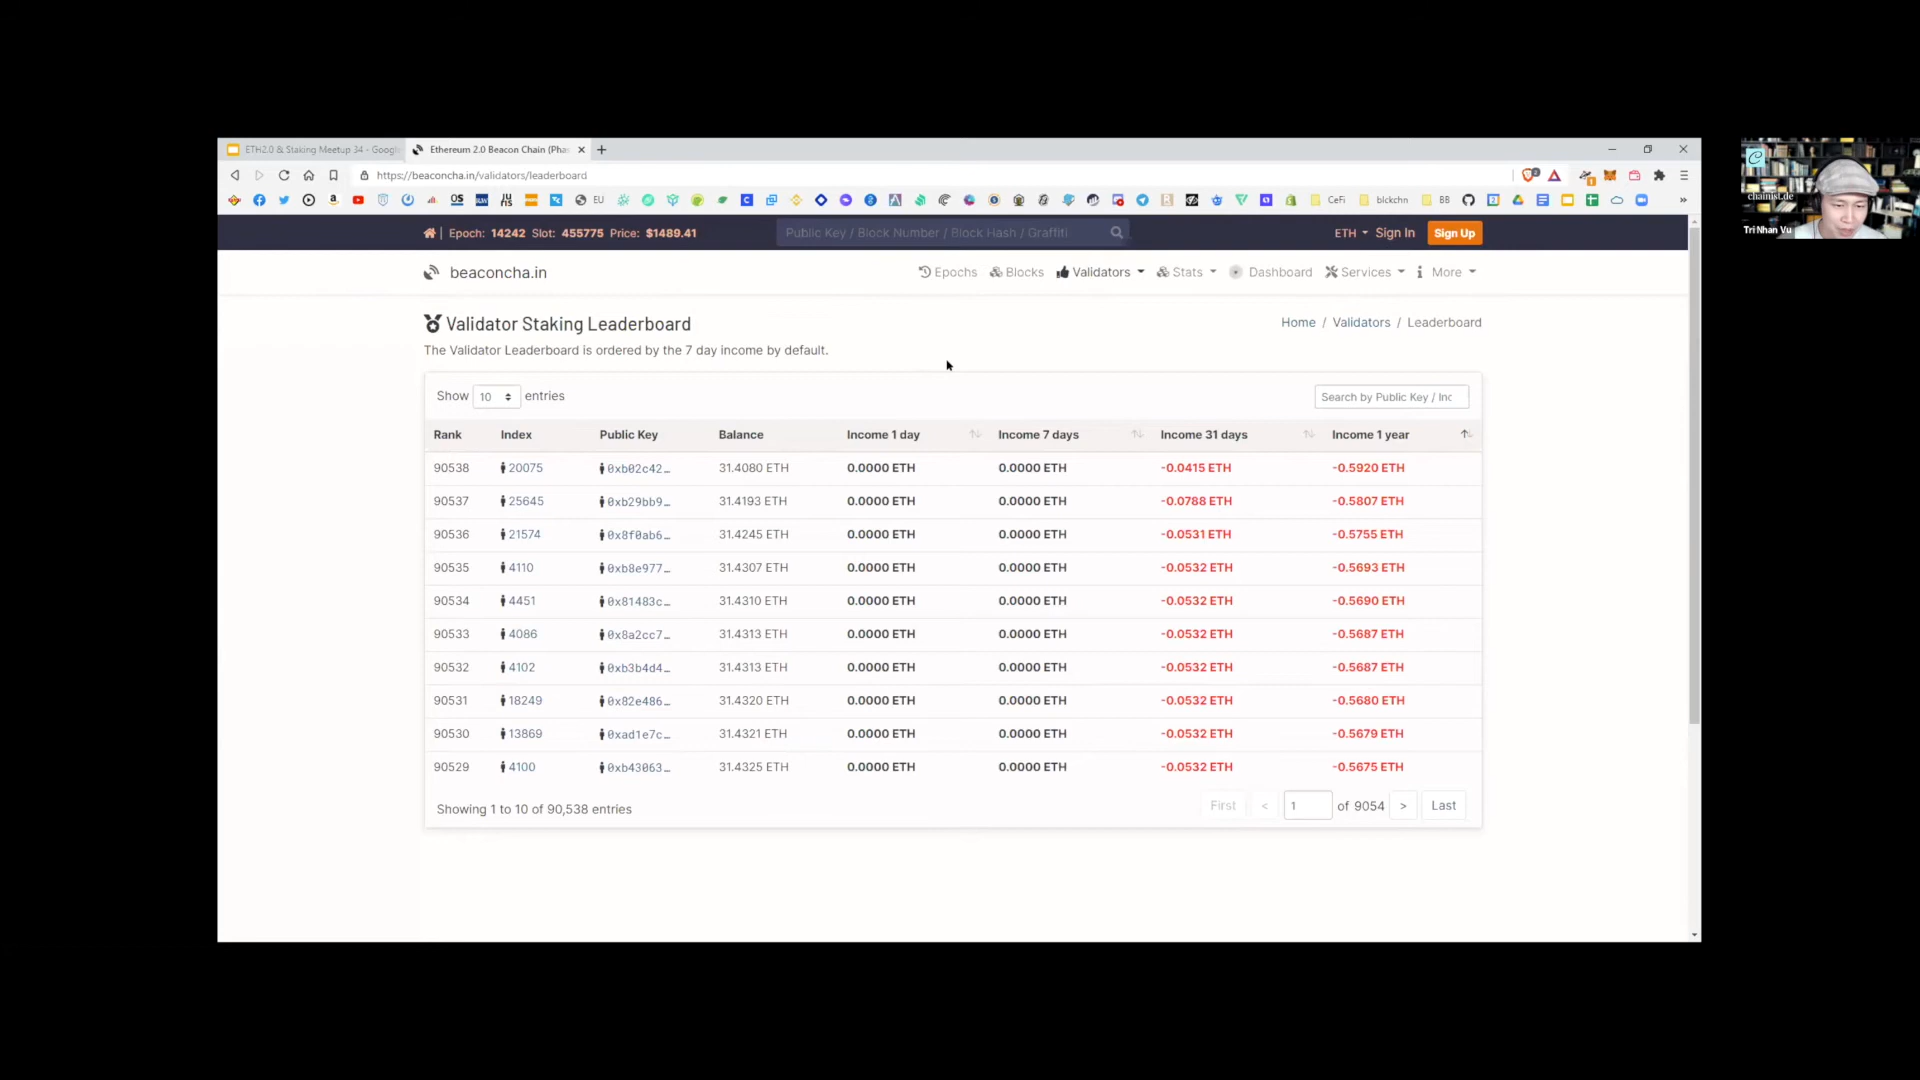 ETH2.0 & Staking Meetup 34 - Google
Ethereum 2.0 Beacon Chain (Pha
https://beaconcha.in/validators/leaderboard
EU
CeFi
blckchn
BB
Epoch: 14242 Slot: 455775 Price: $1489.41
Public Key / Block Number / Block Hash / Graffiti
ETH
Sign In
Sign Up
chainist.de
Tri Nhan Vu
beaconcha.in
Epochs
Blocks
Validators
Stats
Dashboard
Services
More
Validator Staking Leaderboard
Home / Validators / Leaderboard
The Validator Leaderboard is ordered by the 7 day income by default.
Show 10 entries
Search by Public Key / Inc
Rank Index Public Key Balance Income 1 day Income 7 days Income 31 days Income 1 year
90538 20075 0xb02c42… 31.4080 ETH 0.0000 ETH 0.0000 ETH -0.0415 ETH -0.5920 ETH
90537 25645 0xb29bb9… 31.4193 ETH 0.0000 ETH 0.0000 ETH -0.0788 ETH -0.5807 ETH
90536 21574 0x8f0ab6… 31.4245 ETH 0.0000 ETH 0.0000 ETH -0.0531 ETH -0.5755 ETH
90535 4110 0xb8e977… 31.4307 ETH 0.0000 ETH 0.0000 ETH -0.0532 ETH -0.5693 ETH
90534 4451 0x81483c… 31.4310 ETH 0.0000 ETH 0.0000 ETH -0.0532 ETH -0.5690 ETH
90533 4086 0x8a2cc7… 31.4313 ETH 0.0000 ETH 0.0000 ETH -0.0532 ETH -0.5687 ETH
90532 4102 0xb3b4d4… 31.4313 ETH 0.0000 ETH 0.0000 ETH -0.0532 ETH -0.5687 ETH
90531 18249 0x82e486… 31.4320 ETH 0.0000 ETH 0.0000 ETH -0.0532 ETH -0.5680 ETH
90530 13869 0xad1e7c… 31.4321 ETH 0.0000 ETH 0.0000 ETH -0.0532 ETH -0.5679 ETH
90529 4100 0xb43063… 31.4325 ETH 0.0000 ETH 0.0000 ETH -0.0532 ETH -0.5675 ETH
Showing 1 to 10 of 90,538 entries
First < 1 of 9054 > Last